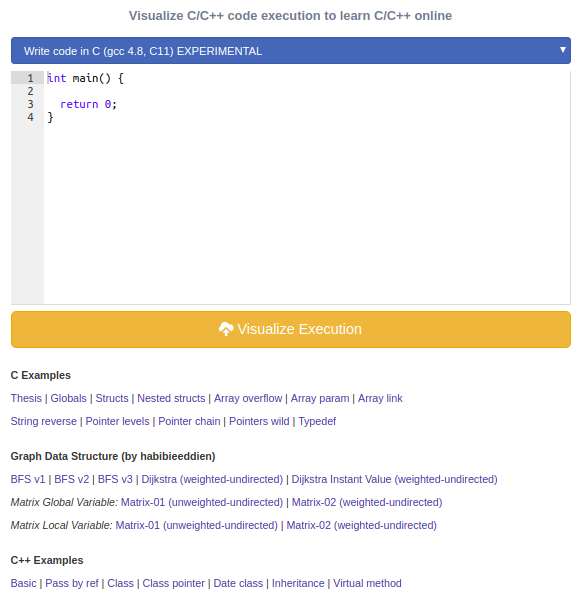 Visualize C/C++ code execution to learn C/C++ online
Write code in C (gcc 4.8, C11) EXPERIMENTAL
1 int main() {
2
3   return 0;
4 }
Visualize Execution
C Examples
Thesis | Globals | Structs | Nested structs | Array overflow | Array param | Array link
String reverse | Pointer levels | Pointer chain | Pointers wild | Typedef
Graph Data Structure (by habibieeddien)
BFS v1 | BFS v2 | BFS v3 | Dijkstra (weighted-undirected) | Dijkstra Instant Value (weighted-undirected)
Matrix Global Variable: Matrix-01 (unweighted-undirected) | Matrix-02 (weighted-undirected)
Matrix Local Variable: Matrix-01 (unweighted-undirected) | Matrix-02 (weighted-undirected)
C++ Examples
Basic | Pass by ref | Class | Class pointer | Date class | Inheritance | Virtual method